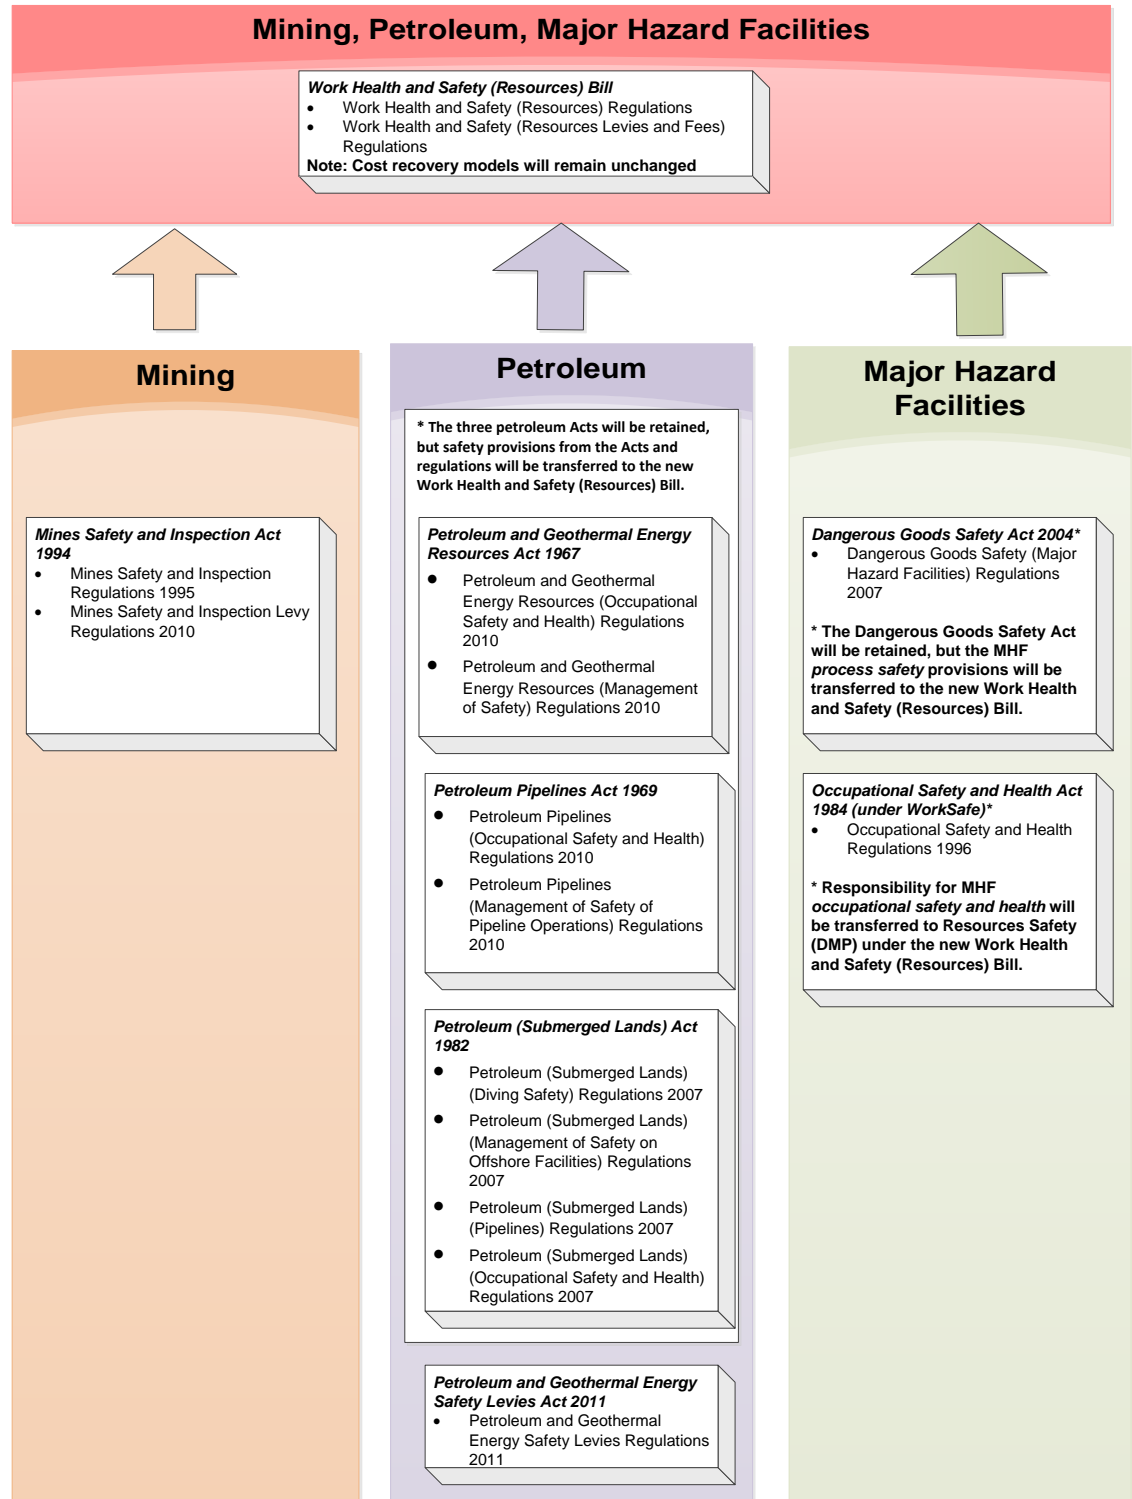 Mining, Petroleum, Major Hazard Facilities
Work Health and Safety (Resources) Bill
• Work Health and Safety (Resources) Regulations
• Work Health and Safety (Resources Levies and Fees)
Regulations
Note: Cost recovery models will remain unchanged
Mining
Mines Safety and Inspection Act
1994
• Mines Safety and Inspection
Regulations 1995
• Mines Safety and Inspection Levy
Regulations 2010
Petroleum
* The three petroleum Acts will be retained,
but safety provisions from the Acts and
regulations will be transferred to the new
Work Health and Safety (Resources) Bill.
Petroleum and Geothermal Energy
Resources Act 1967
• Petroleum and Geothermal
Energy Resources (Occupational
Safety and Health) Regulations
2010
• Petroleum and Geothermal
Energy Resources (Management
of Safety) Regulations 2010
Petroleum Pipelines Act 1969
• Petroleum Pipelines
(Occupational Safety and Health)
Regulations 2010
• Petroleum Pipelines
(Management of Safety of
Pipeline Operations) Regulations
2010
Petroleum (Submerged Lands) Act
1982
• Petroleum (Submerged Lands)
(Diving Safety) Regulations 2007
• Petroleum (Submerged Lands)
(Management of Safety on
Offshore Facilities) Regulations
2007
• Petroleum (Submerged Lands)
(Pipelines) Regulations 2007
• Petroleum (Submerged Lands)
(Occupational Safety and Health)
Regulations 2007
Petroleum and Geothermal Energy
Safety Levies Act 2011
• Petroleum and Geothermal
Energy Safety Levies Regulations
2011
Major Hazard
Facilities
Dangerous Goods Safety Act 2004*
• Dangerous Goods Safety (Major
Hazard Facilities) Regulations
2007
* The Dangerous Goods Safety Act
will be retained, but the MHF
process safety provisions will be
transferred to the new Work Health
and Safety (Resources) Bill.
Occupational Safety and Health Act
1984 (under WorkSafe)*
• Occupational Safety and Health
Regulations 1996
* Responsibility for MHF
occupational safety and health will
be transferred to Resources Safety
(DMP) under the new Work Health
and Safety (Resources) Bill.